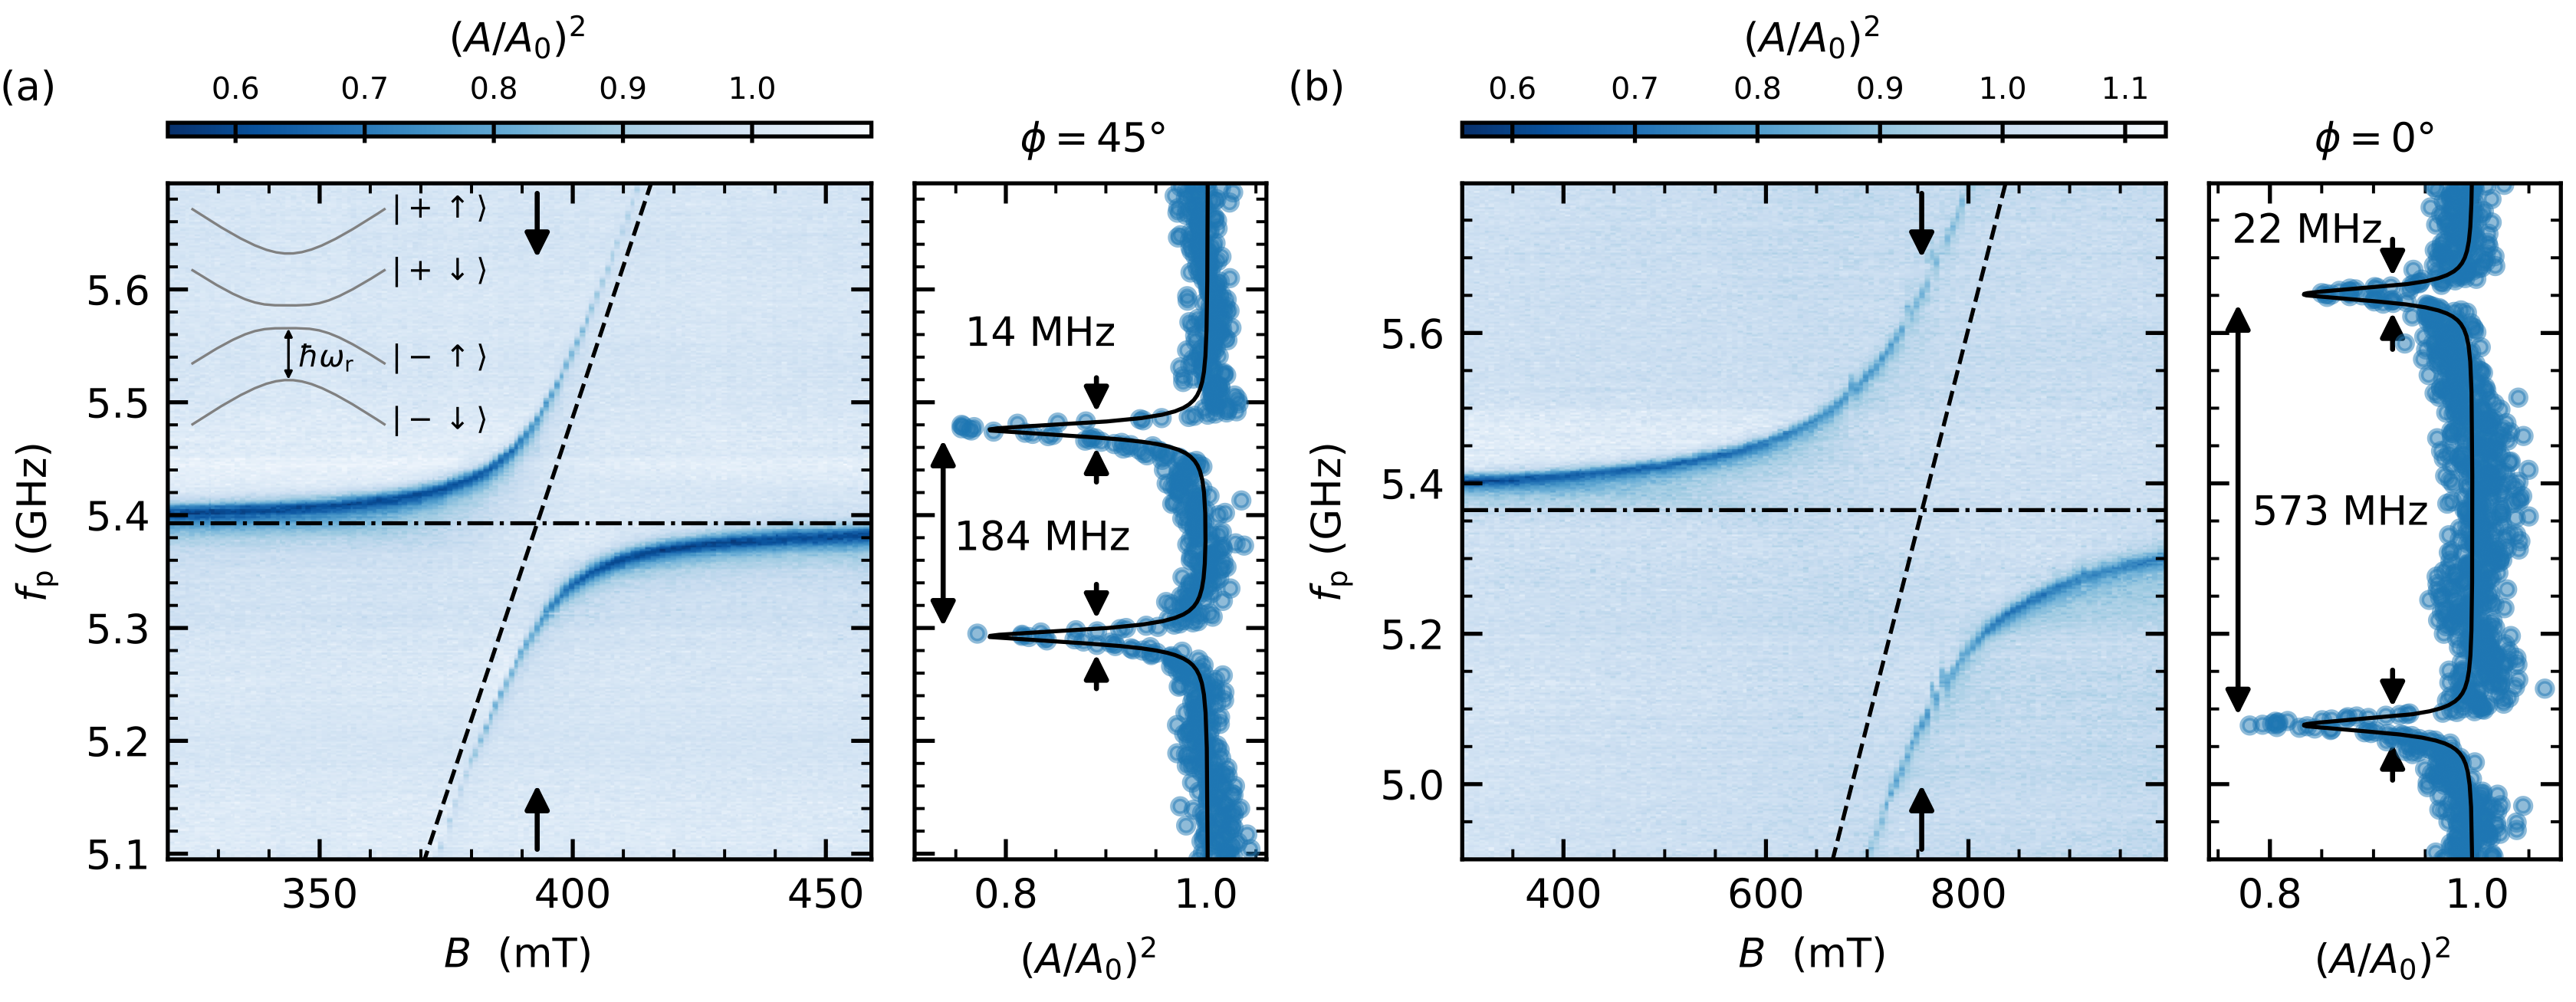 (a)
(A/A₀)²
0.6 0.7 0.8 0.9 1.0
ϕ = 45°
| + ↑ ⟩
| + ↓ ⟩
| − ↑ ⟩
| − ↓ ⟩
ℏωᵣ
5.6
5.5
5.4
5.3
5.2
5.1
fₚ (GHz)
350 400 450
B (mT)
14 MHz
184 MHz
0.8 1.0
(A/A₀)²
(b)
(A/A₀)²
0.6 0.7 0.8 0.9 1.0 1.1
ϕ = 0°
5.6
5.4
5.2
5.0
fₚ (GHz)
400 600 800
B (mT)
22 MHz
573 MHz
0.8 1.0
(A/A₀)²